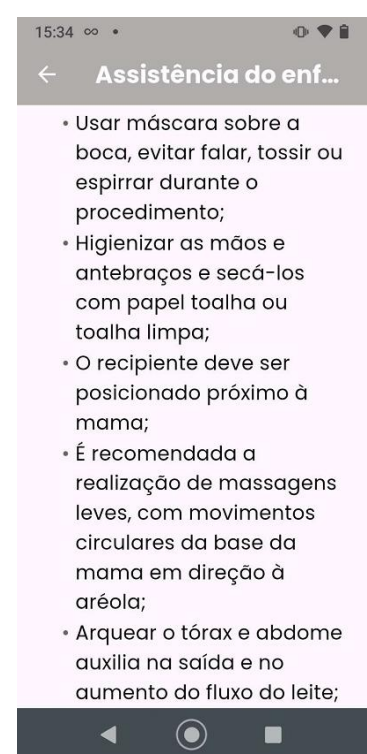 15:34 ∞ •
Assistência do enf...
• Usar máscara sobre a
boca, evitar falar, tossir ou
espirrar durante o
procedimento;
• Higienizar as mãos e
antebraços e secá-los
com papel toalha ou
toalha limpa;
• O recipiente deve ser
posicionado próximo à
mama;
• É recomendada a
realização de massagens
leves, com movimentos
circulares da base da
mama em direção à
aréola;
• Arquear o tórax e abdome
auxilia na saída e no
aumento do fluxo do leite;